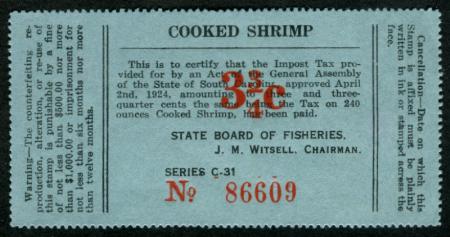 Warning—The counterfeiting re-
production, alteration, or re-use of
this stamp is punishable by a fine
of not less than $500.00 nor more
than $1,000.00 or imprisonment for
not less than six months nor more
than twelve months.
COOKED SHRIMP
This is to certify that the Impost Tax pro-
vided for by an Act of the General Assembly
of the State of South Carolina, approved April
2nd, 1924, amounting to three and three-
quarter cents the same being the Tax on 240
ounces Cooked Shrimp, has been paid.
3¾c
STATE BOARD OF FISHERIES,
J. M. WITSELL, CHAIRMAN.
SERIES C-31
No 86609
Cancellation—Date on which this
Stamp is affixed must be plainly
written in ink or stamped across the
face.